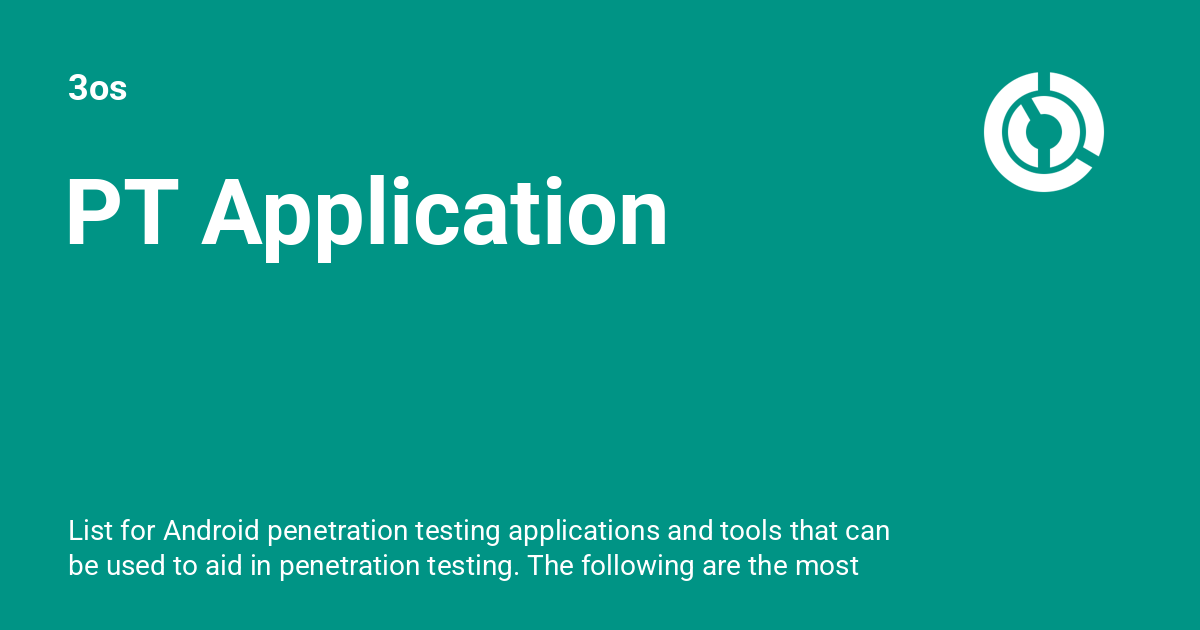 3os
PT Application
List for Android penetration testing applications and tools that can
be used to aid in penetration testing. The following are the most